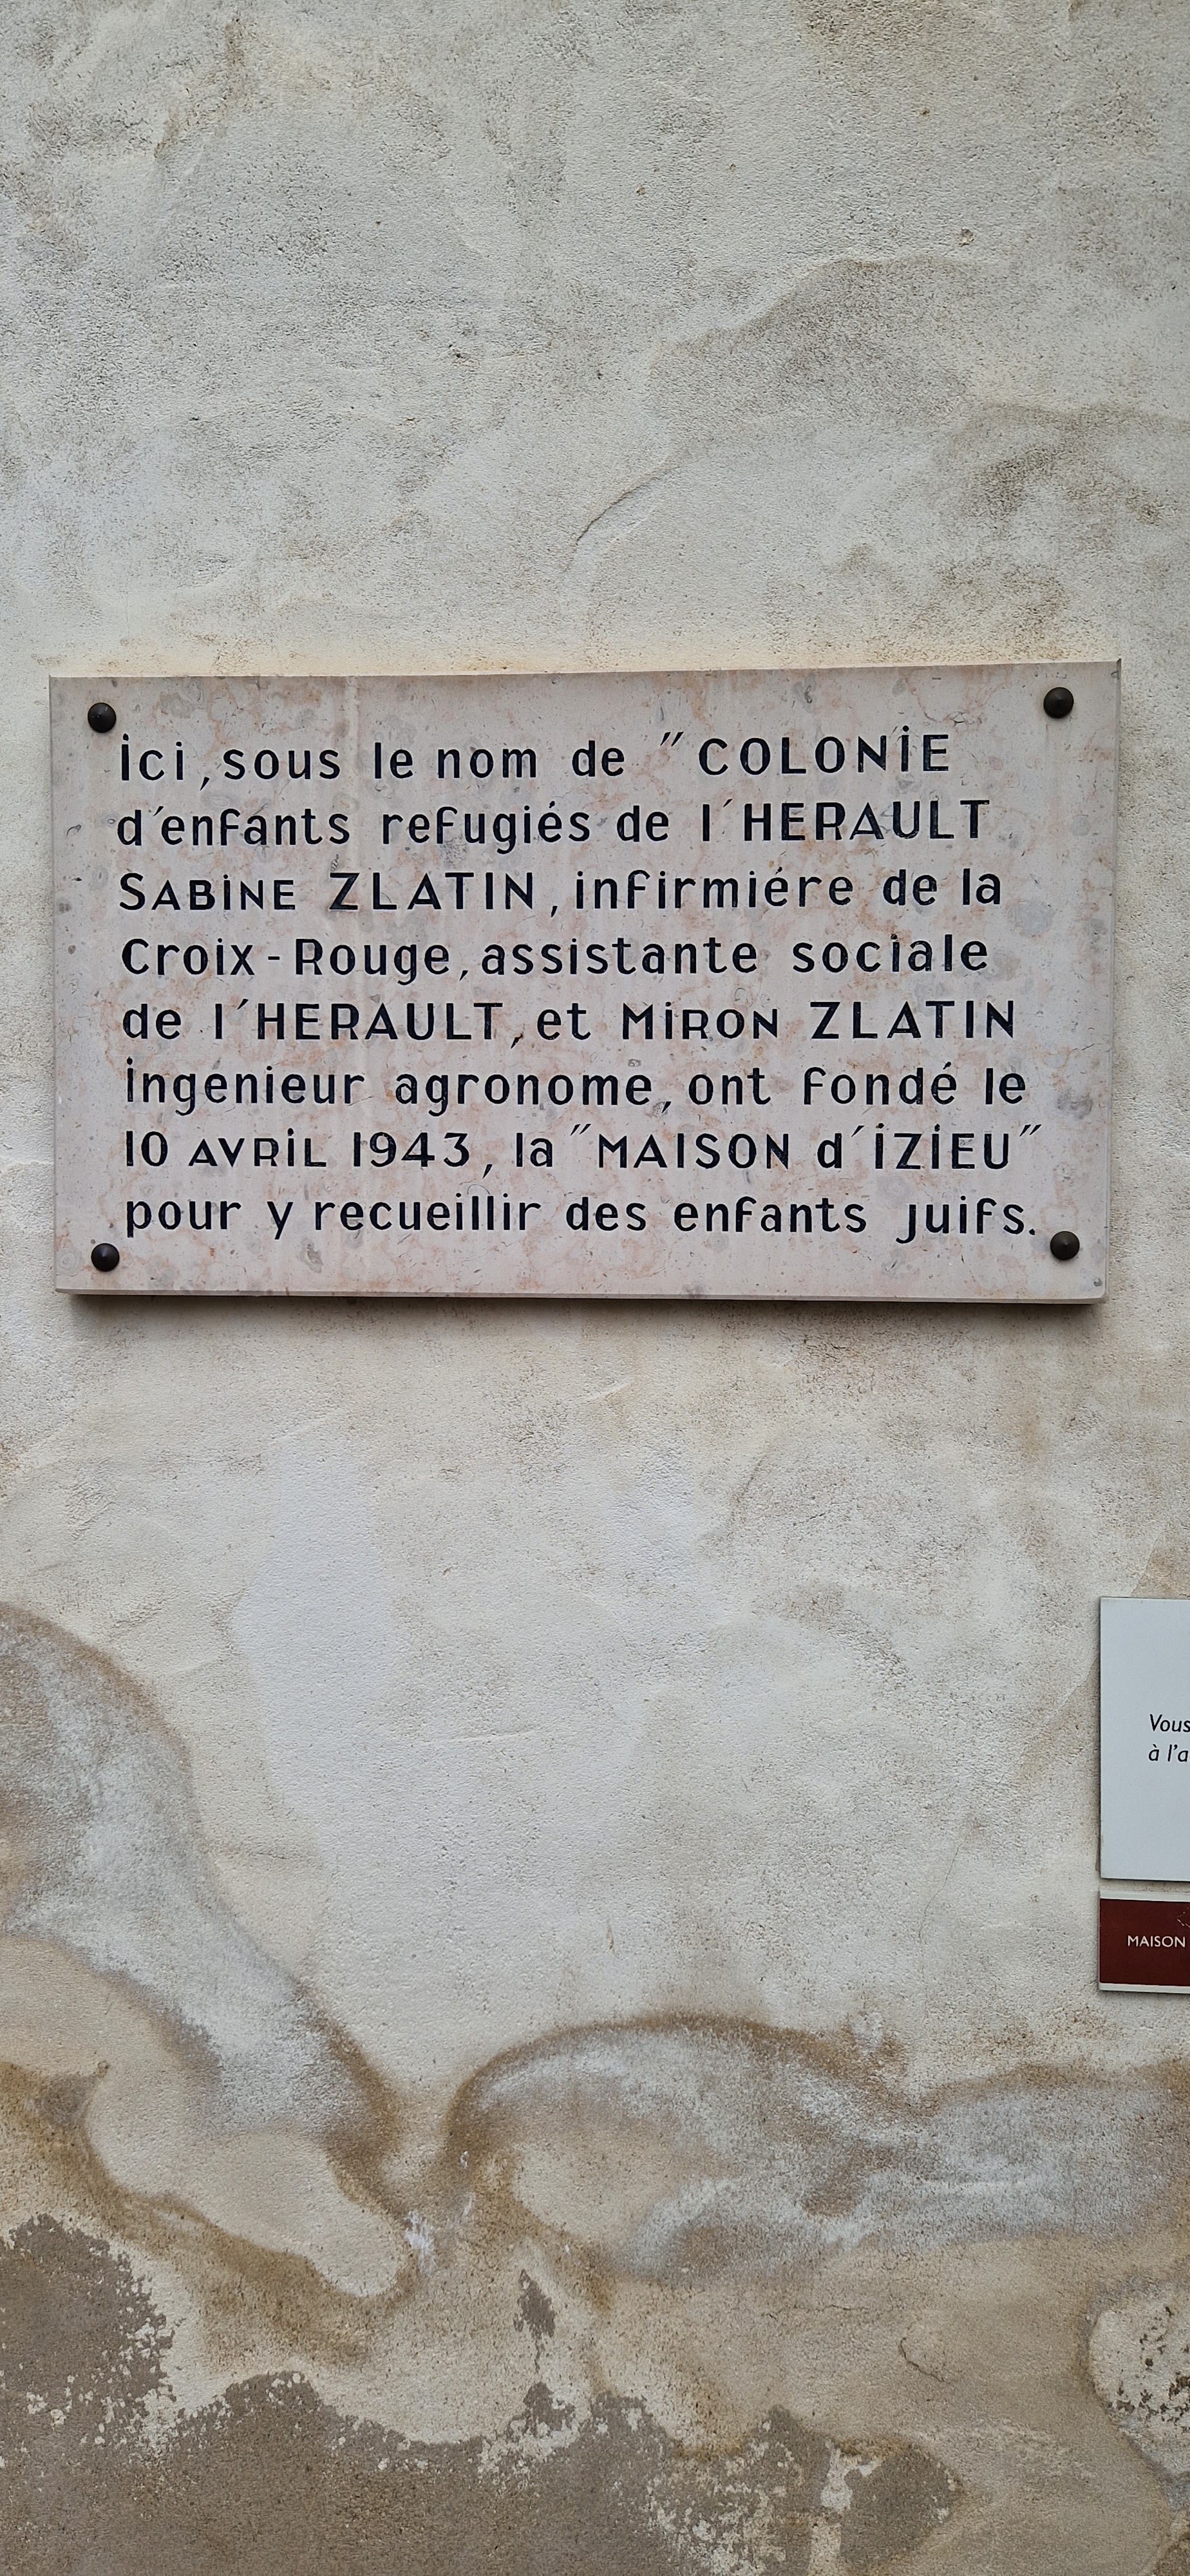 ici, sous le nom de "COLONiE
d'enfants refugiés de l'HERAULT
SABiNE ZLATIN, infirmiére de la
Croix-Rouge, assistante sociale
de l'HERAULT, et MiRON ZLATIN
ingenieur agronome, ont fondé le
10 AVRiL 1943, la "MAISON d'iZiEU"
pour y recueillir des enfants juifs.
Vous
à l'a
MAISON